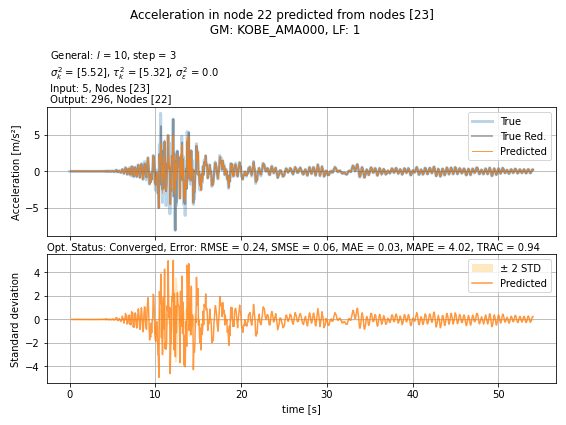 Acceleration in node 22 predicted from nodes [23]
GM: KOBE_AMA000, LF: 1
General: l = 10, step = 3
σ²ₖ = [5.52], τ²ₖ = [5.32], σ²ε = 0.0
Input: 5, Nodes [23]
Output: 296, Nodes [22]
Acceleration [m/s²]
5
0
−5
True
True Red.
Predicted
Opt. Status: Converged, Error: RMSE = 0.24, SMSE = 0.06, MAE = 0.03, MAPE = 4.02, TRAC = 0.94
Standard deviation
4
2
0
−2
−4
± 2 STD
Predicted
0 10 20 30 40 50
time [s]